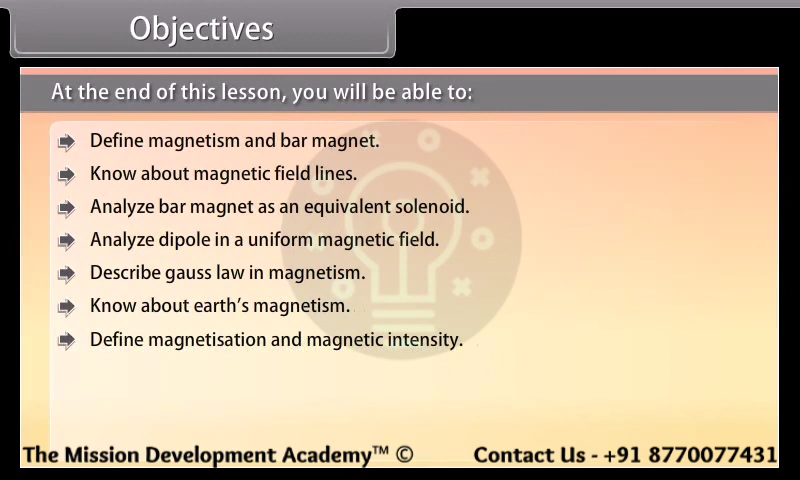 Objectives
At the end of this lesson, you will be able to:
Define magnetism and bar magnet.
Know about magnetic field lines.
Analyze bar magnet as an equivalent solenoid.
Analyze dipole in a uniform magnetic field.
Describe gauss law in magnetism.
Know about earth's magnetism.
Define magnetisation and magnetic intensity.
The Mission Development Academy™ © Contact Us - +91 8770077431